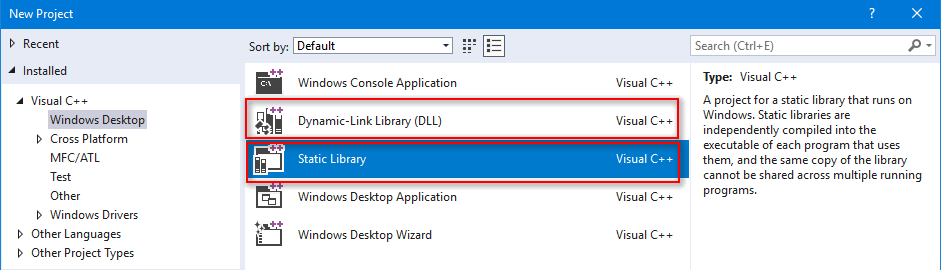 New Project
? ×
Recent
Installed
Visual C++
Windows Desktop
Cross Platform
MFC/ATL
Test
Other
Windows Drivers
Other Languages
Other Project Types
Sort by: Default
Windows Console Application Visual C++
Dynamic-Link Library (DLL) Visual C++
Static Library Visual C++
Windows Desktop Application Visual C++
Windows Desktop Wizard Visual C++
Search (Ctrl+E)
Type: Visual C++
A project for a static library that runs on
Windows. Static libraries are
independently compiled into the
executable of each program that uses
them, and the same copy of the library
cannot be shared across multiple running
programs.